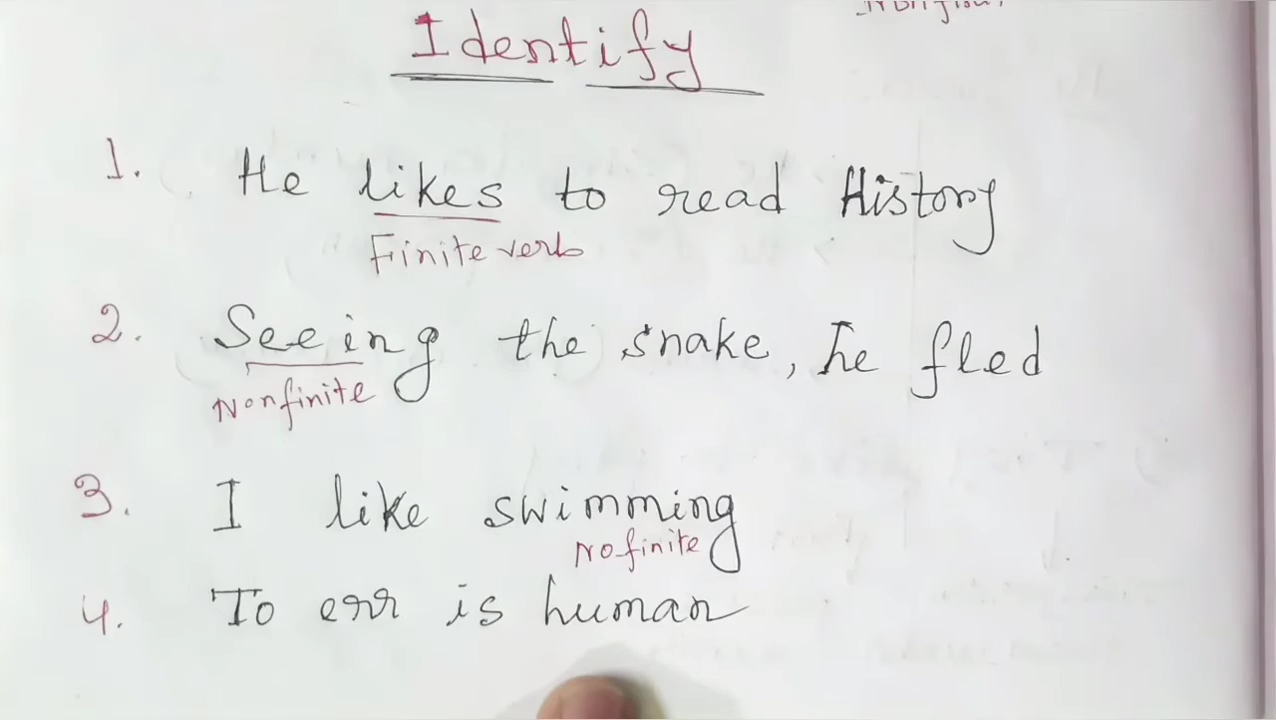 Identify
1. He likes to read History
Finite verb
2. Seeing the snake, he fled
Nonfinite
3. I like swimming
Nofinite
4. To err is human